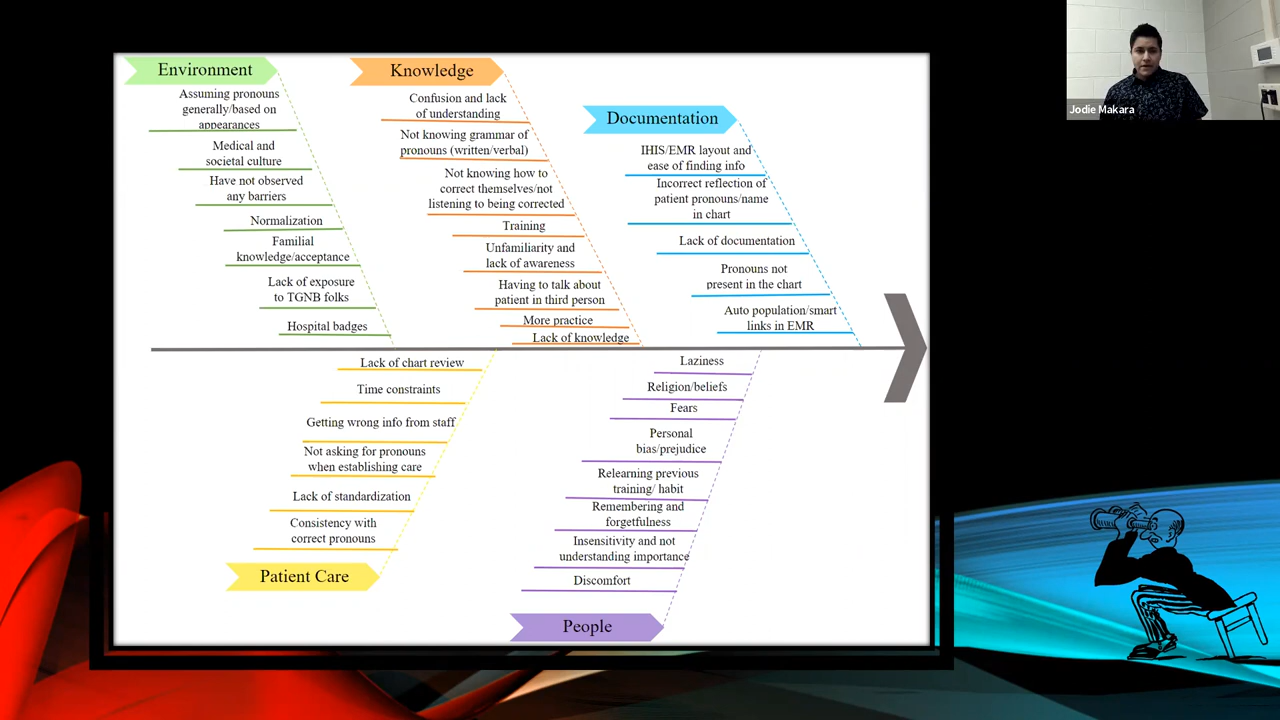 Environment
Assuming pronouns
generally/based on
appearances
Medical and
societal culture
Have not observed
any barriers
Normalization
Familial
knowledge/acceptance
Lack of exposure
to TGNB folks
Hospital badges
Knowledge
Confusion and lack
of understanding
Not knowing grammar of
pronouns (written/verbal)
Not knowing how to
correct themselves/not
listening to being corrected
Training
Unfamiliarity and
lack of awareness
Having to talk about
patient in third person
More practice
Lack of knowledge
Documentation
IHIS/EMR layout and
ease of finding info
Incorrect reflection of
patient pronouns/name
in chart
Lack of documentation
Pronouns not
present in the chart
Auto population/smart
links in EMR
Lack of chart review
Time constraints
Getting wrong info from staff
Not asking for pronouns
when establishing care
Lack of standardization
Consistency with
correct pronouns
Patient Care
Laziness
Religion/beliefs
Fears
Personal
bias/prejudice
Relearning previous
training/ habit
Remembering and
forgetfulness
Insensitivity and not
understanding importance
Discomfort
People
Jodie Makara